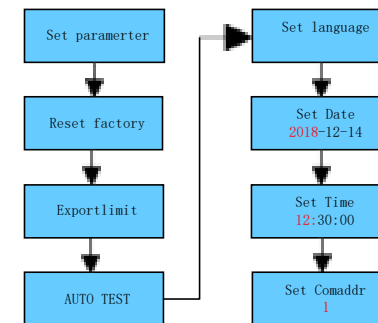 Set paramerter
Reset factory
Exportlimit
AUTO TEST
Set language
Set Date
2018-12-14
Set Time
12:30:00
Set Comaddr
1